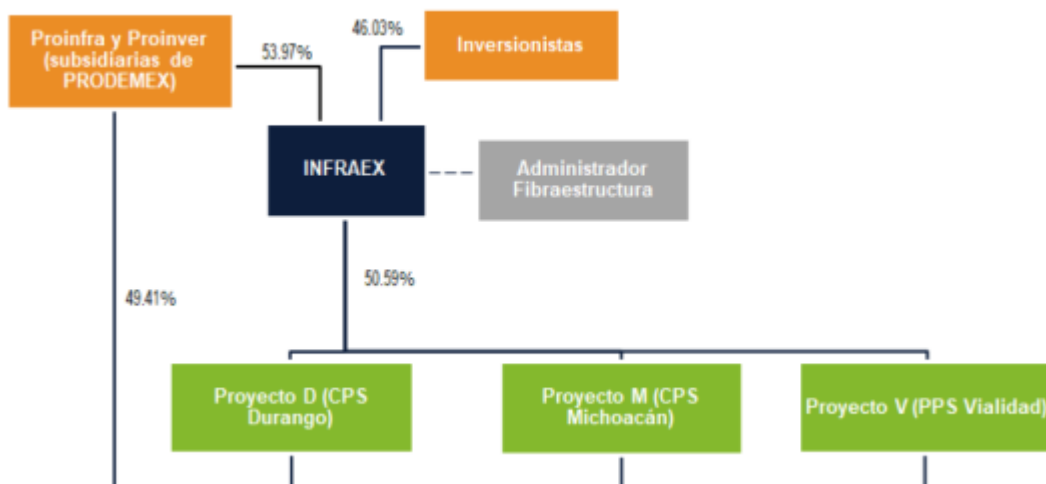 Proinfra y Proinver
(subsidiarias de
PRODEMEX)
53.97%
46.03%
Inversionistas
INFRAEX
Administrador
Fibraestructura
49.41%
50.59%
Proyecto D (CPS
Durango)
Proyecto M (CPS
Michoacán)
Proyecto V (PPS Vialidad)